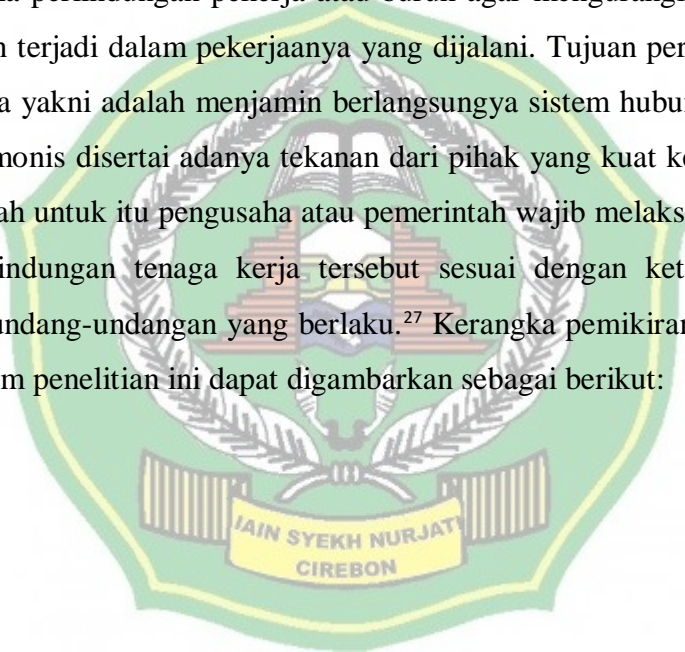 perlindungan pekerja atau buruh agar mengurangi
terjadi dalam pekerjaanya yang dijalani. Tujuan per
yakni adalah menjamin berlangsungya sistem hubu
monis disertai adanya tekanan dari pihak yang kuat
ah untuk itu pengusaha atau pemerintah wajib melaks
indungan tenaga kerja tersebut sesuai dengan ket
undang-undangan yang berlaku.²⁷ Kerangka pemikiran
m penelitian ini dapat digambarkan sebagai berikut:
IAIN SYEKH NURJATI
CIREBON